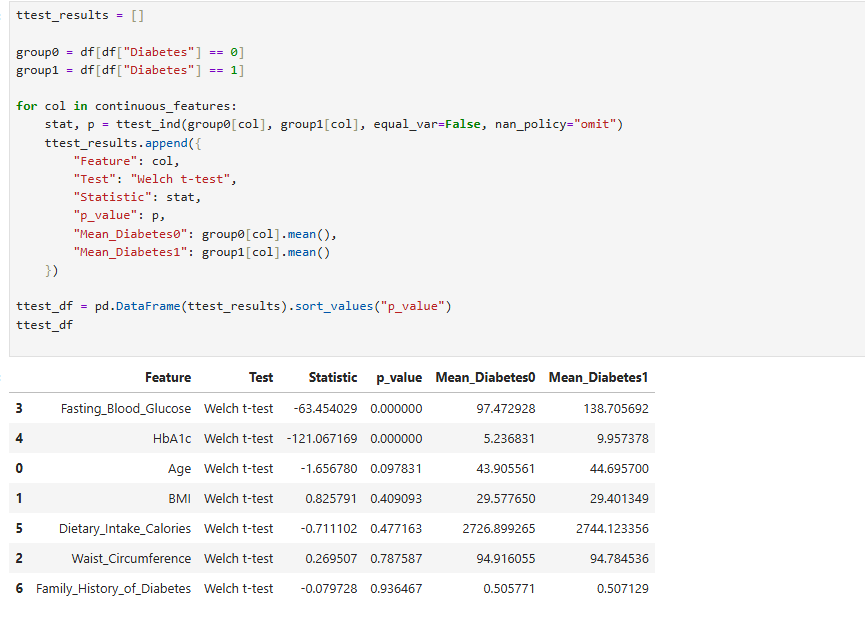 ttest_results = []
group0 = df[df["Diabetes"] == 0]
group1 = df[df["Diabetes"] == 1]
for col in continuous_features:
    stat, p = ttest_ind(group0[col], group1[col], equal_var=False, nan_policy="omit")
    ttest_results.append({
        "Feature": col,
        "Test": "Welch t-test",
        "Statistic": stat,
        "p_value": p,
        "Mean_Diabetes0": group0[col].mean(),
        "Mean_Diabetes1": group1[col].mean()
    })
ttest_df = pd.DataFrame(ttest_results).sort_values("p_value")
ttest_df
Feature Test Statistic p_value Mean_Diabetes0 Mean_Diabetes1
3 Fasting_Blood_Glucose Welch t-test -63.454029 0.000000 97.472928 138.705692
4 HbA1c Welch t-test -121.067169 0.000000 5.236831 9.957378
0 Age Welch t-test -1.656780 0.097831 43.905561 44.695700
1 BMI Welch t-test 0.825791 0.409093 29.577650 29.401349
5 Dietary_Intake_Calories Welch t-test -0.711102 0.477163 2726.899265 2744.123356
2 Waist_Circumference Welch t-test 0.269507 0.787587 94.916055 94.784536
6 Family_History_of_Diabetes Welch t-test -0.079728 0.936467 0.505771 0.507129